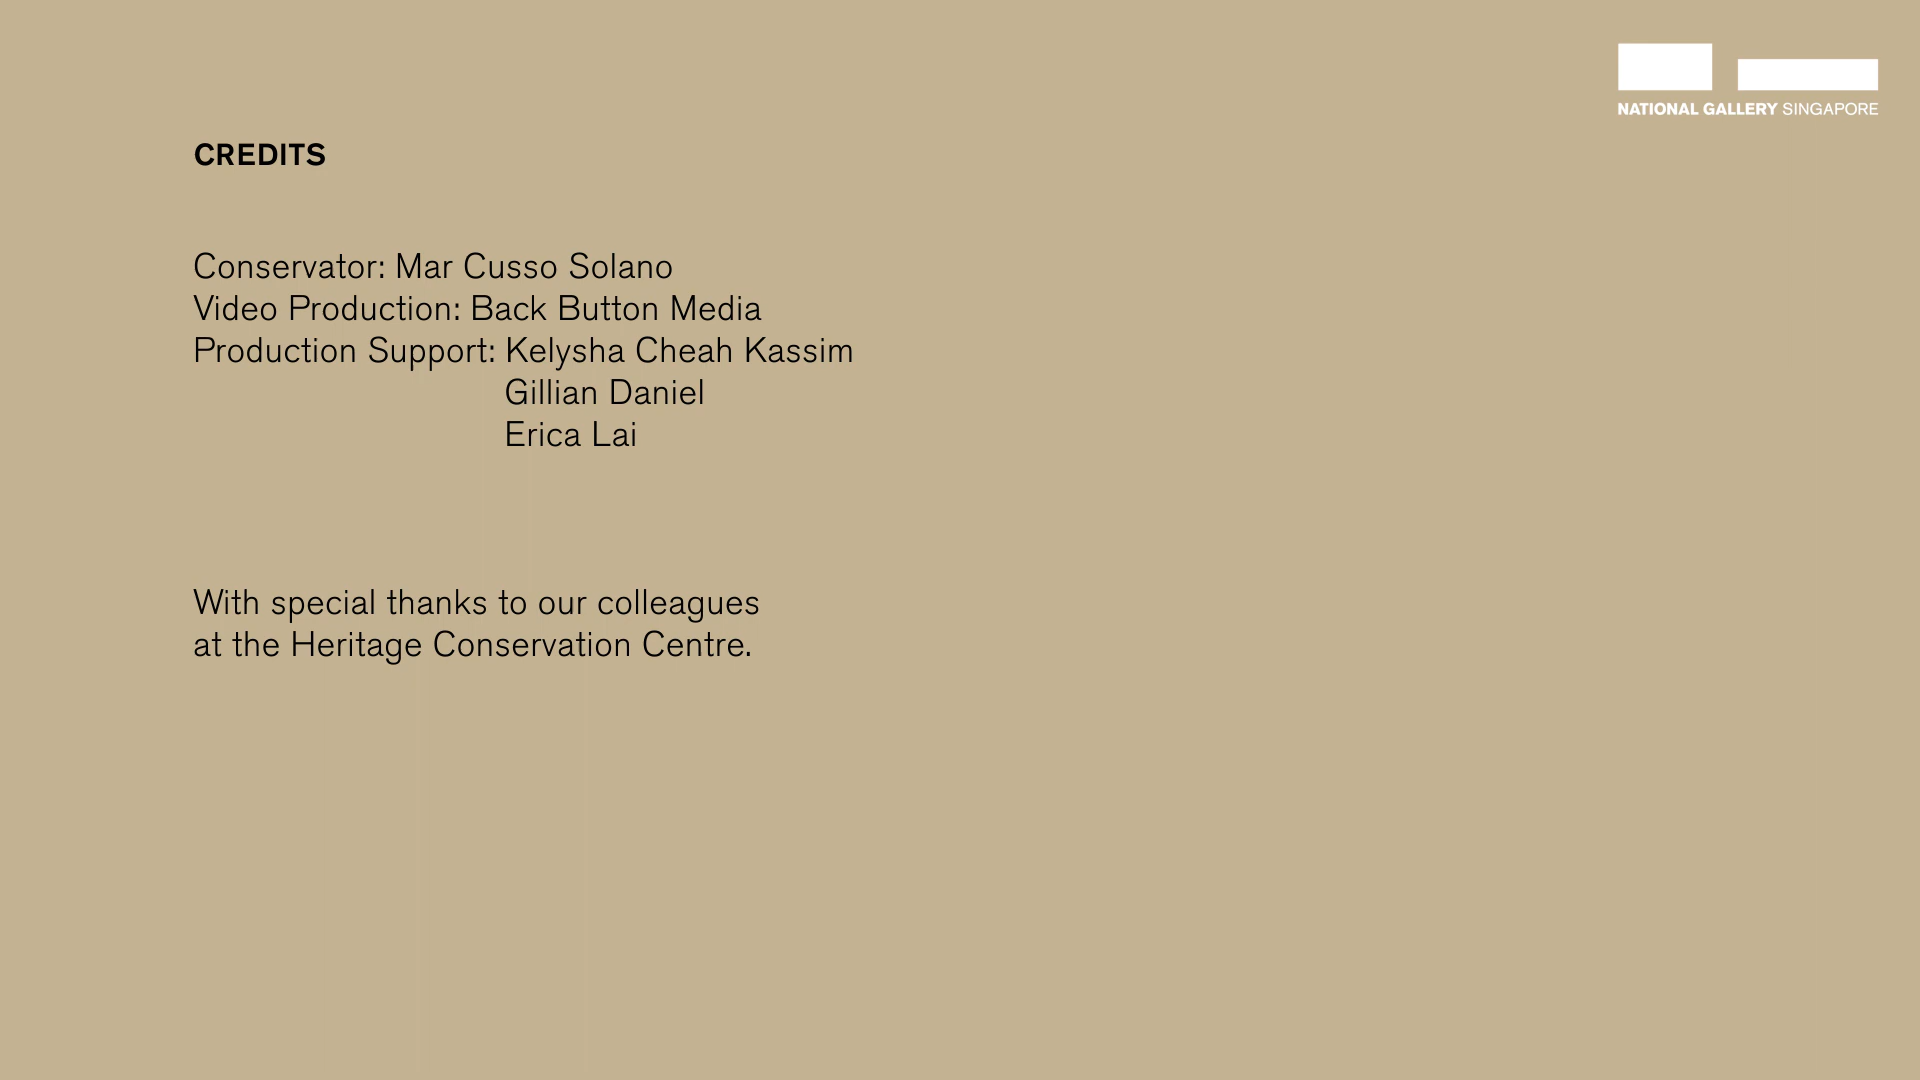 NATIONAL GALLERY SINGAPORE
CREDITS
Conservator: Mar Cusso Solano
Video Production: Back Button Media
Production Support: Kelysha Cheah Kassim
Gillian Daniel
Erica Lai
With special thanks to our colleagues
at the Heritage Conservation Centre.